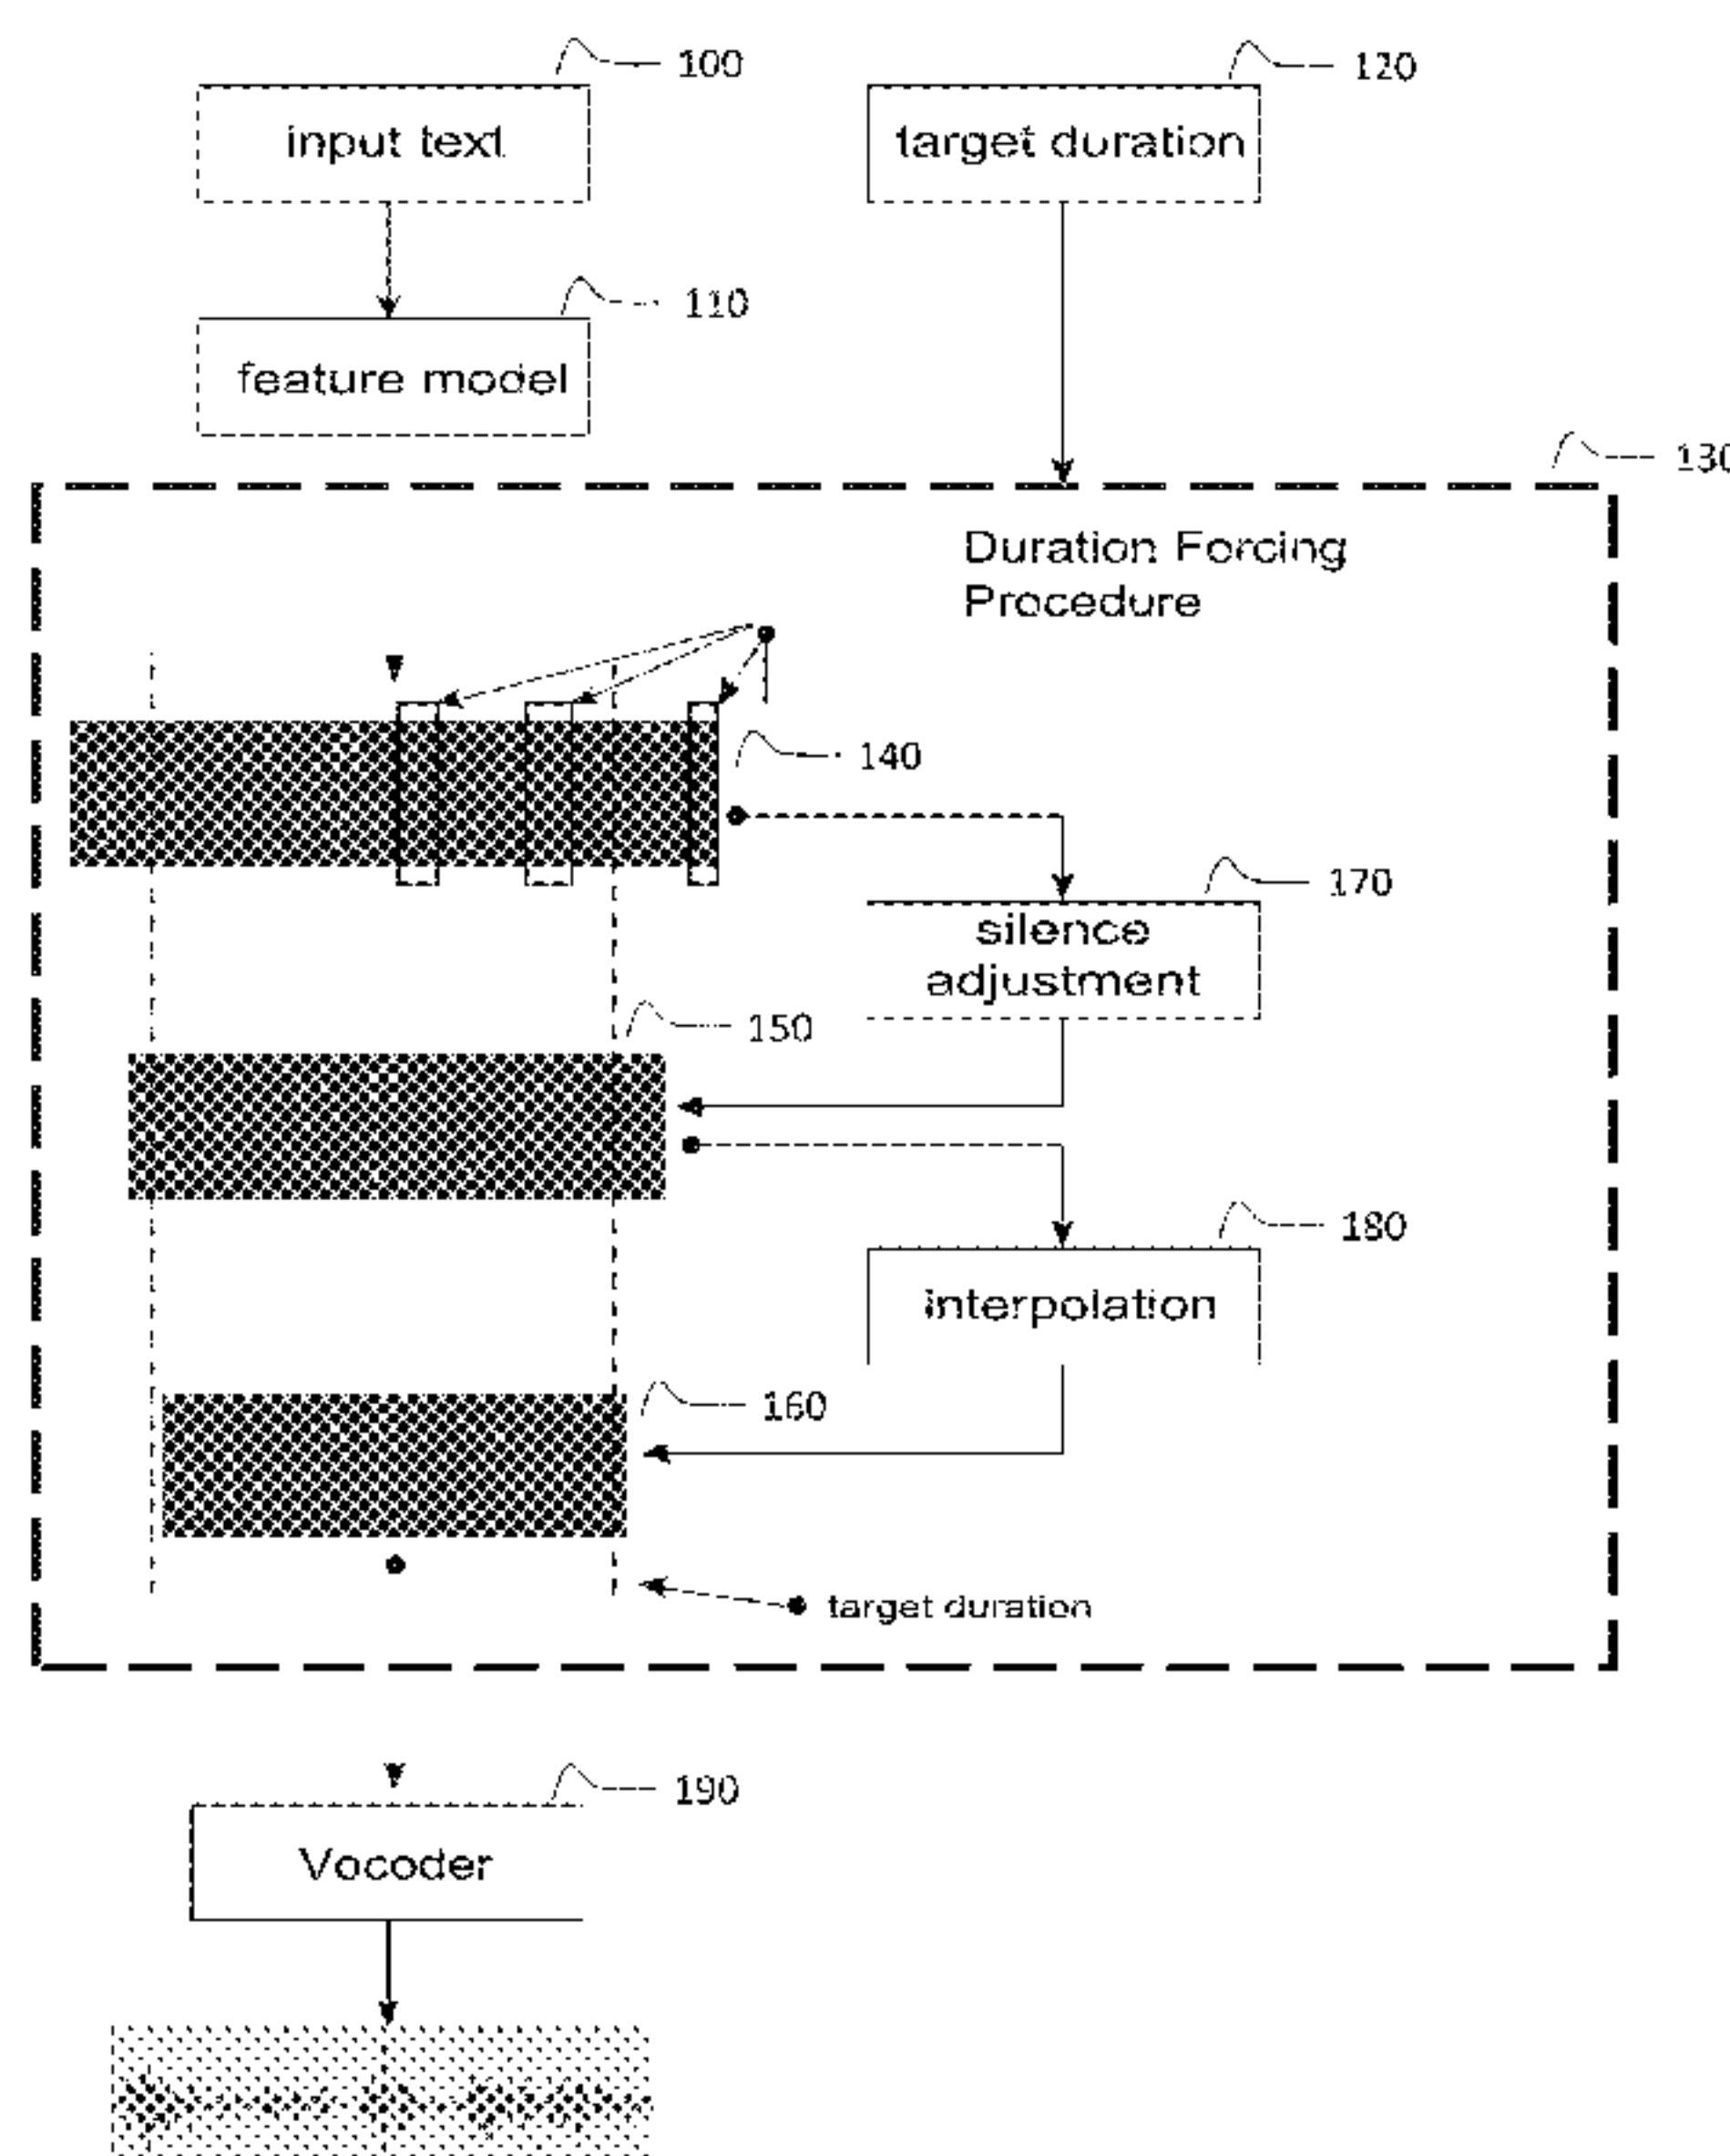 100
120
input text
target duration
110
feature model
130
Duration Forcing
Procedure
140
170
silence
adjustment
150
180
interpolation
160
target duration
190
Vocoder